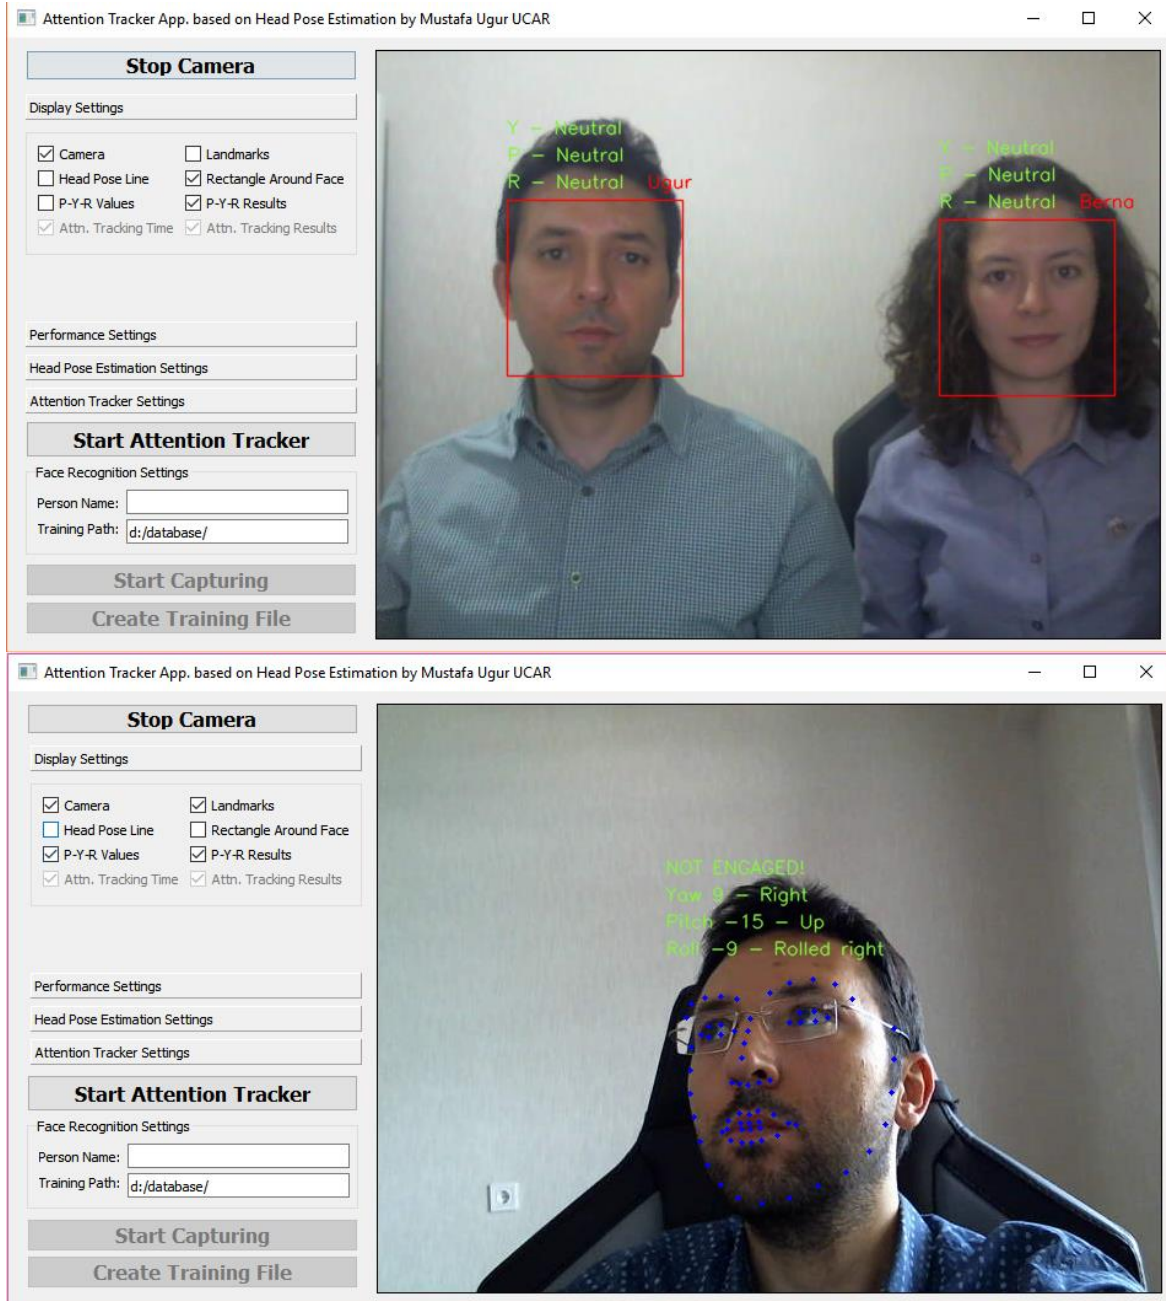 Attention Tracker App. based on Head Pose Estimation by Mustafa Ugur UCAR
Stop Camera
Display Settings
Camera Landmarks
Head Pose Line Rectangle Around Face
P-Y-R Values P-Y-R Results
Attn. Tracking Time Attn. Tracking Results
Performance Settings
Head Pose Estimation Settings
Attention Tracker Settings
Start Attention Tracker
Face Recognition Settings
Person Name:
Training Path: d:/database/
Start Capturing
Create Training File
Y - Neutral
P - Neutral
R - Neutral Ugur
Y - Neutral
P - Neutral
R - Neutral Berna
Attention Tracker App. based on Head Pose Estimation by Mustafa Ugur UCAR
Stop Camera
Display Settings
Camera Landmarks
Head Pose Line Rectangle Around Face
P-Y-R Values P-Y-R Results
Attn. Tracking Time Attn. Tracking Results
Performance Settings
Head Pose Estimation Settings
Attention Tracker Settings
Start Attention Tracker
Face Recognition Settings
Person Name:
Training Path: d:/database/
Start Capturing
Create Training File
NOT ENGAGED!
Yaw 9 - Right
Pitch -15 - Up
Roll -9 - Rolled right